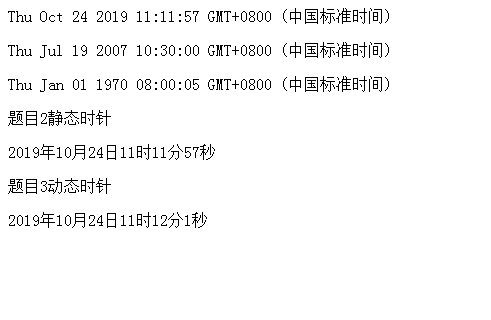 Thu Oct 24 2019 11:11:57 GMT+0800 (中国标准时间)
Thu Jul 19 2007 10:30:00 GMT+0800 (中国标准时间)
Thu Jan 01 1970 08:00:05 GMT+0800 (中国标准时间)
题目2静态时针
2019年10月24日11时11分57秒
题目3动态时针
2019年10月24日11时12分1秒